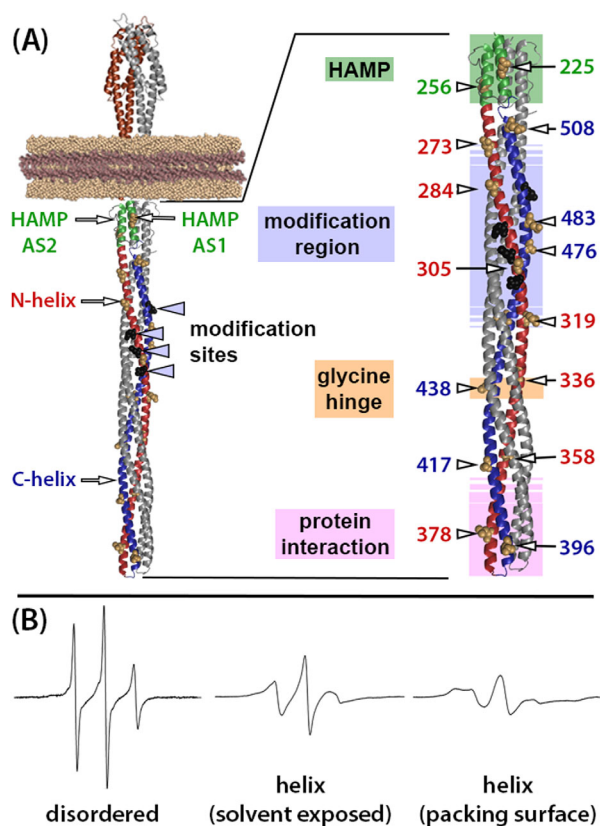 (A)
HAMP
225
256
508
273
284
HAMP
AS2
HAMP
AS1
modification
region
483
476
305
N-helix
modification
sites
319
glycine
hinge
336
438
C-helix
417
358
protein
interaction
378
396
(B)
disordered
helix
(solvent exposed)
helix
(packing surface)